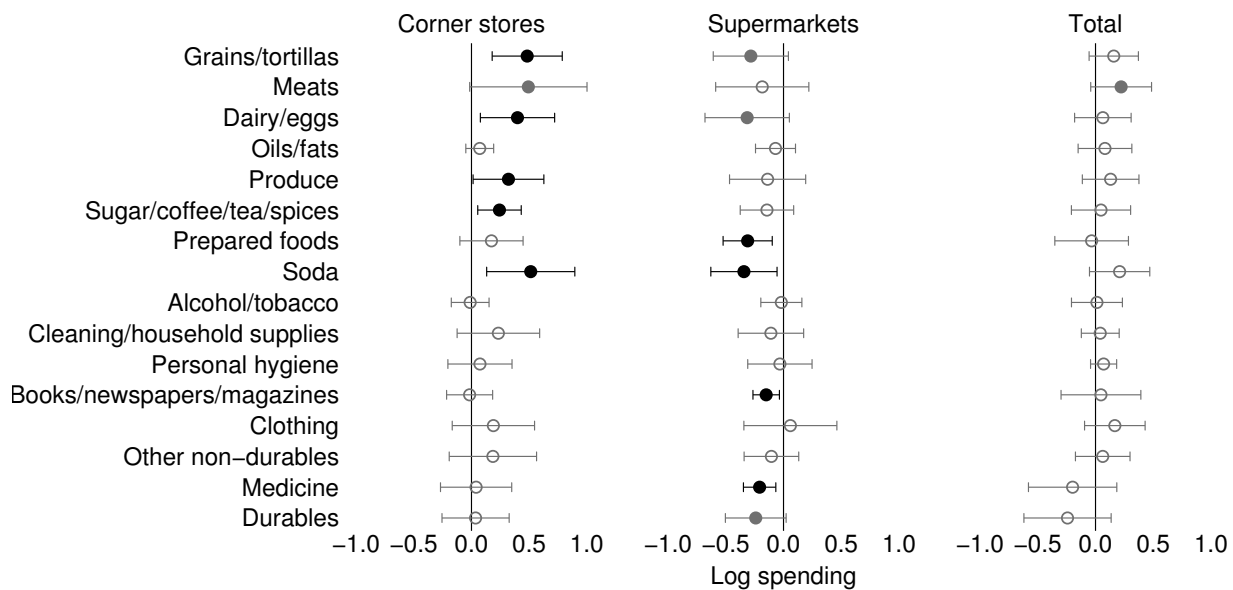 Corner stores Supermarkets Total
Grains/tortillas
Meats
Dairy/eggs
Oils/fats
Produce
Sugar/coffee/tea/spices
Prepared foods
Soda
Alcohol/tobacco
Cleaning/household supplies
Personal hygiene
Books/newspapers/magazines
Clothing
Other non−durables
Medicine
Durables
−1.0 −0.5 0.0 0.5 1.0 −1.0 −0.5 0.0 0.5 1.0 −1.0 −0.5 0.0 0.5 1.0
Log spending